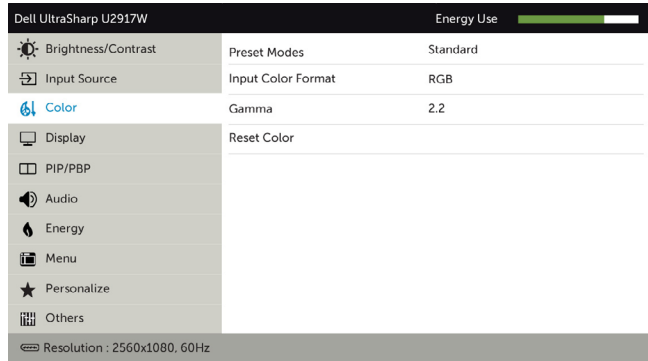 Dell UltraSharp U2917W Energy Use
Brightness/Contrast
Preset Modes Standard
Input Source
Input Color Format RGB
Color
Gamma 2.2
Display
Reset Color
PIP/PBP
Audio
Energy
Menu
Personalize
Others
Resolution : 2560x1080, 60Hz